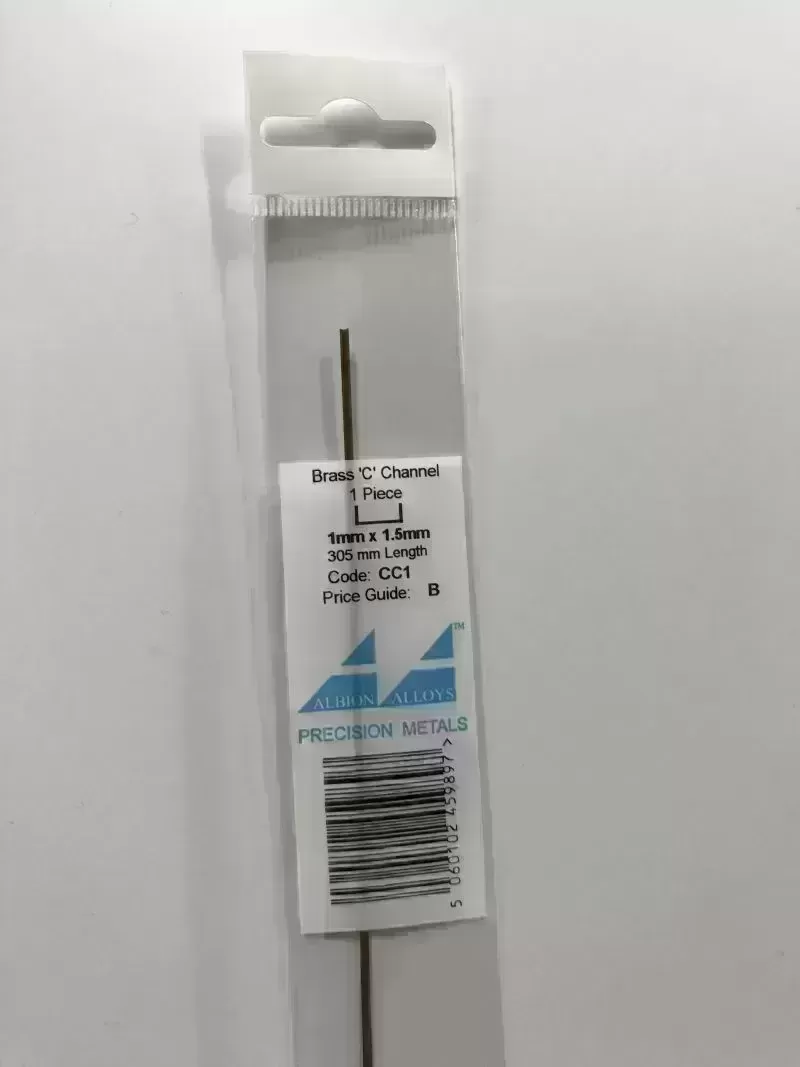 Brass 'C' Channel
1 Piece
1mm x 1.5mm
305 mm Length
Code: CC1
Price Guide: B
TM
ALBION ALLOYS
PRECISION METALS
5 060102 459897 >